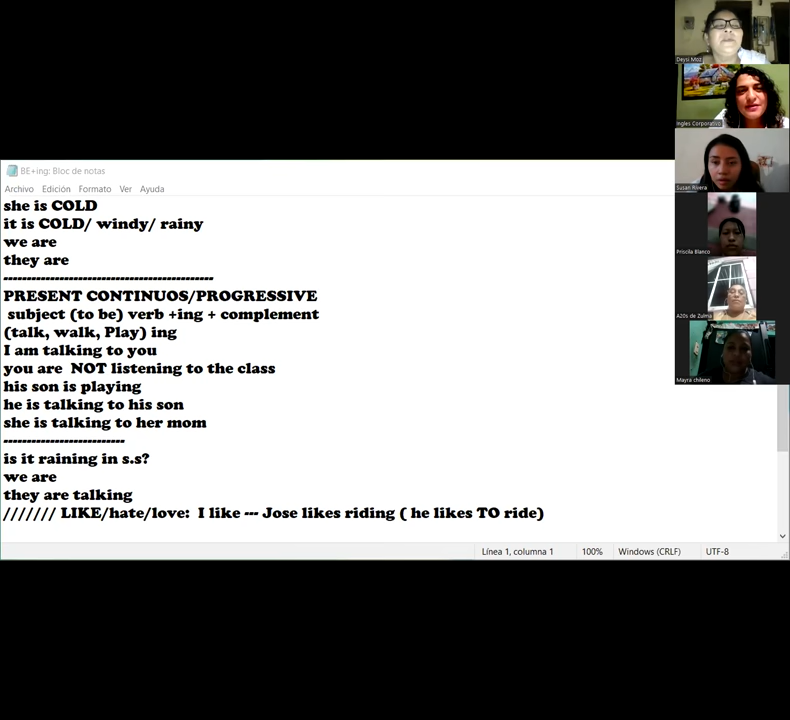 BE+ing: Bloc de notas
Archivo Edición Formato Ver Ayuda
she is COLD
it is COLD/ windy/ rainy
we are
they are
----------------------------------------------
PRESENT CONTINUOS/PROGRESSIVE
subject (to be) verb +ing + complement
(talk, walk, Play) ing
I am talking to you
you are NOT listening to the class
his son is playing
he is talking to his son
she is talking to her mom
---------------------------
is it raining in s.s?
we are
they are talking
/////// LIKE/hate/love: I like --- Jose likes riding ( he likes TO ride)
Línea 1, columna 1 100% Windows (CRLF) UTF-8
Deysi Moz
Ingles Corporativo
Susan Rivera
Priscila Blanco
A20s de Zulma
Mayra chileno